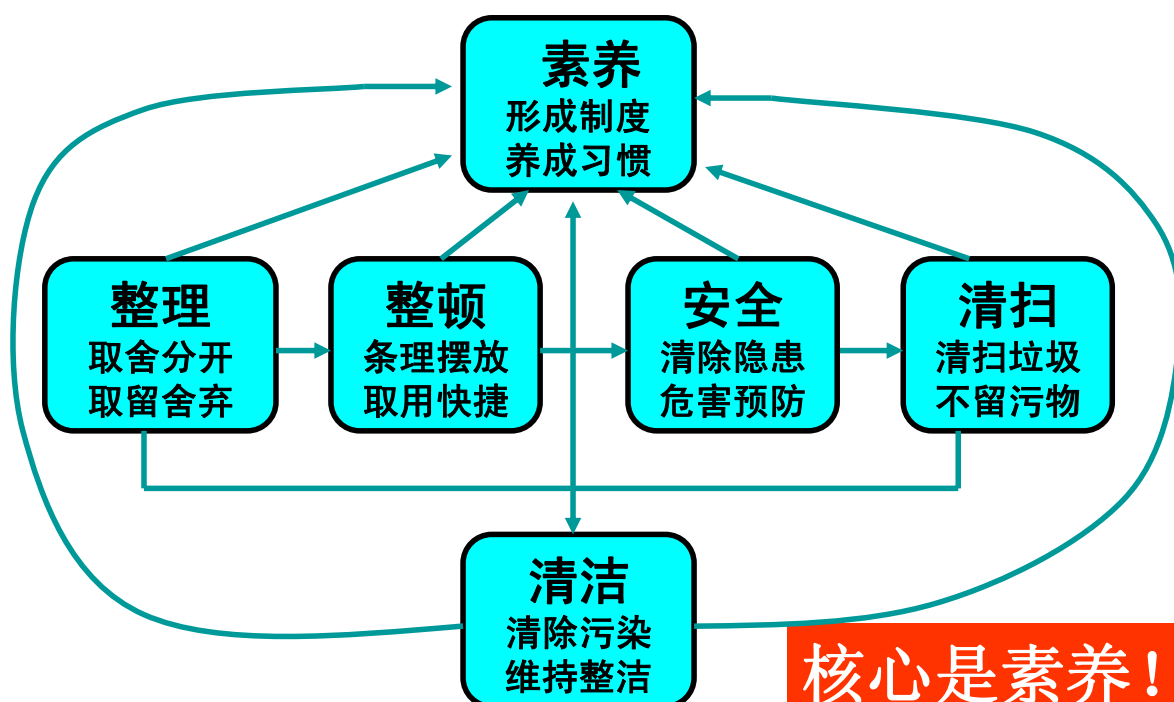 素养
形成制度
养成习惯
整理
取舍分开
取留舍弃
整顿
条理摆放
取用快捷
安全
清除隐患
危害预防
清扫
清扫垃圾
不留污物
清洁
清除污染
维持整洁
核心是素养！